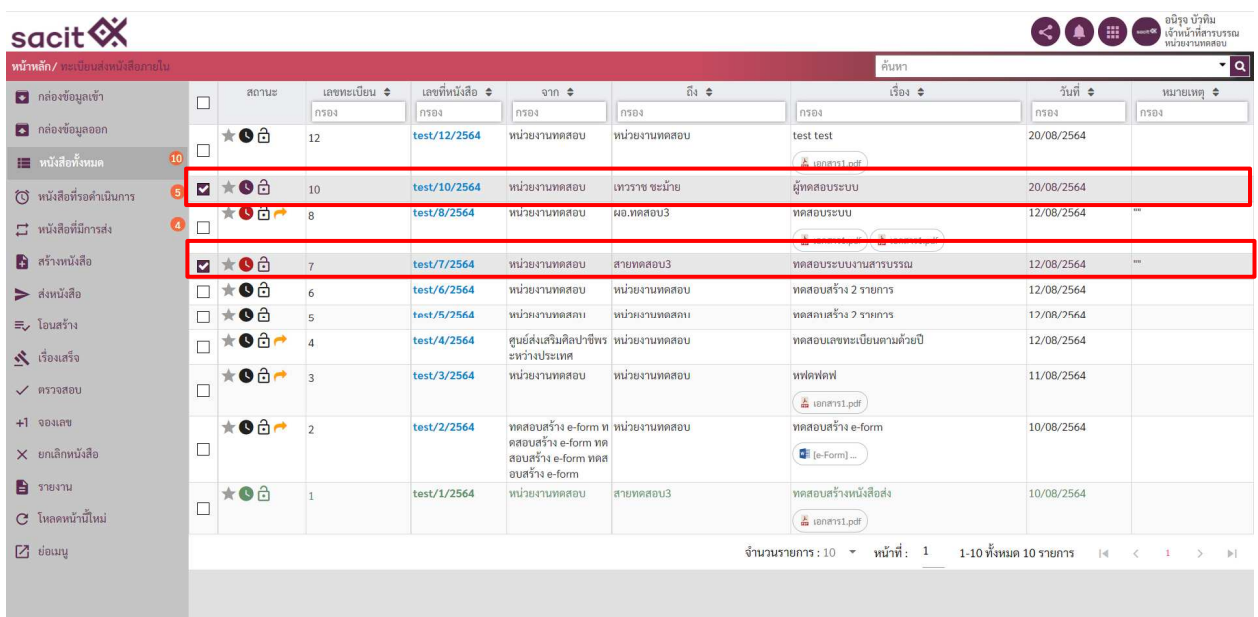 sacit
อนิรุจ บัวทิม
เจ้าหน้าที่สารบรรณ
หน่วยงานทดสอบ
หน้าหลัก/ ทะเบียนส่งหนังสือภายใน
ค้นหา
กล่องข้อมูลเข้า
กล่องข้อมูลออก
หนังสือทั้งหมด 10
หนังสือที่รอดำเนินการ 5
หนังสือที่มีการส่ง 4
สร้างหนังสือ
ส่งหนังสือ
โอนสร้าง
เรื่องเสร็จ
ตรวจสอบ
+1 จองเลข
ยกเลิกหนังสือ
รายงาน
โหลดหน้านี้ใหม่
ย่อเมนู
สถานะ เลขทะเบียน เลขที่หนังสือ จาก ถึง เรื่อง วันที่ หมายเหตุ
กรอง กรอง กรอง กรอง กรอง กรอง กรอง
12 test/12/2564 หน่วยงานทดสอบ หน่วยงานทดสอบ test test 20/08/2564
เอกสาร1.pdf
10 test/10/2564 หน่วยงานทดสอบ เทวราช ชะม้าย ผู้ทดสอบระบบ 20/08/2564
8 test/8/2564 หน่วยงานทดสอบ ผอ.ทดสอบ3 ทดสอบระบบ 12/08/2564 ""
เอกสาร1.pdf เอกสาร1.pdf
7 test/7/2564 หน่วยงานทดสอบ สายทดสอบ3 ทดสอบระบบงานสารบรรณ 12/08/2564 ""
6 test/6/2564 หน่วยงานทดสอบ หน่วยงานทดสอบ ทดสอบสร้าง 2 รายการ 12/08/2564
5 test/5/2564 หน่วยงานทดสอบ หน่วยงานทดสอบ ทดสอบสร้าง 2 รายการ 12/08/2564
4 test/4/2564 ศูนย์ส่งเสริมศิลปาชีพร หน่วยงานทดสอบ ทดสอบเลขทะเบียนตามด้วยปี 12/08/2564
ะหว่างประเทศ
3 test/3/2564 หน่วยงานทดสอบ หน่วยงานทดสอบ หฟดฟดฟ 11/08/2564
เอกสาร1.pdf
2 test/2/2564 ทดสอบสร้าง e-form ท หน่วยงานทดสอบ ทดสอบสร้าง e-form 10/08/2564
ดสอบสร้าง e-form ทด
สอบสร้าง e-form ทดส
อบสร้าง e-form
[e-Form] ...
1 test/1/2564 หน่วยงานทดสอบ สายทดสอบ3 ทดสอบสร้างหนังสือส่ง 10/08/2564
เอกสาร1.pdf
จำนวนรายการ : 10 หน้าที่ : 1 1-10 ทั้งหมด 10 รายการ 1